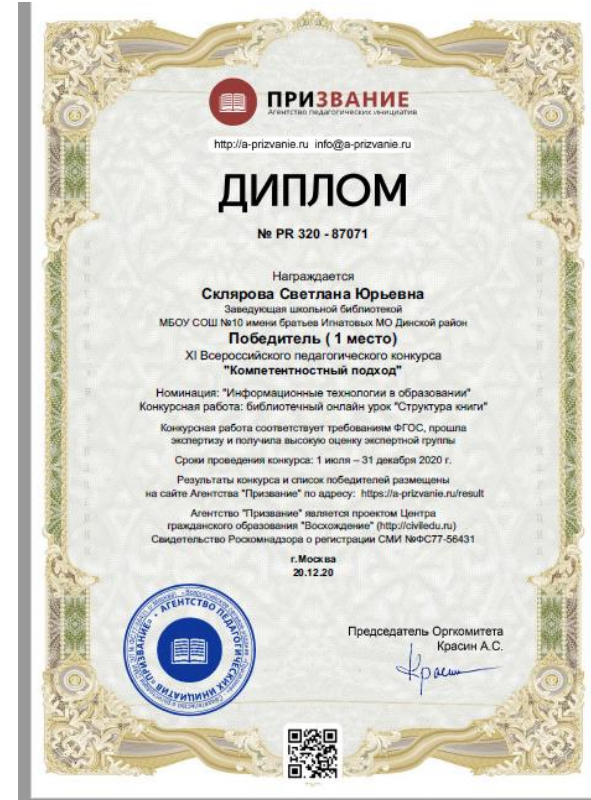 ПРИЗВАНИЕ
Агентство педагогических инициатив
http://a-prizvanie.ru info@a-prizvanie.ru
ДИПЛОМ
№ PR 320 - 87071
Награждается
Склярова Светлана Юрьевна
Заведующая школьной библиотекой
МБОУ СОШ №10 имени братьев Игнатовых МО Динской район
Победитель ( 1 место)
XI Всероссийского педагогического конкурса
"Компетентностный подход"
Номинация: "Информационные технологии в образовании"
Конкурсная работа: библиотечный онлайн урок "Структура книги"
Конкурсная работа соответствует требованиям ФГОС, прошла
экспертизу и получила высокую оценку экспертной группы
Сроки проведения конкурса: 1 июля – 31 декабря 2020 г.
Результаты конкурса и список победителей размещены
на сайте Агентства "Призвание" по адресу: https://a-prizvanie.ru/result
Агентство "Призвание" является проектом Центра
гражданского образования "Восхождение" (http://civiledu.ru)
Свидетельство Роскомнадзора о регистрации СМИ №ФС77-56431
г.Москва
20.12.20
Председатель Оргкомитета
Красин А.С.
Красин
АГЕНТСТВО ПЕДАГОГИЧЕСКИХ ИНИЦИАТИВ «ПРИЗВАНИЕ»